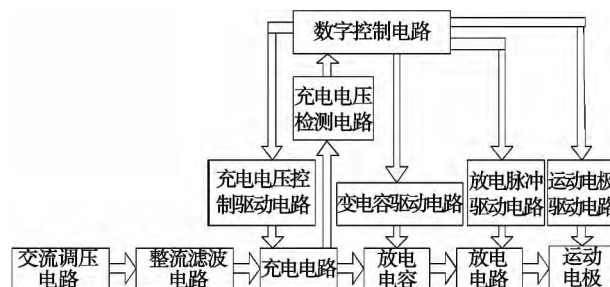 数字控制电路
充电电压
检测电路
充电电压控
制驱动电路
变电容驱动电路
放电脉冲
驱动电路
运动电极
驱动电路
交流调压
电路
整流滤波
电路
充电电路
放电
电容
放电
电路
运动
电极